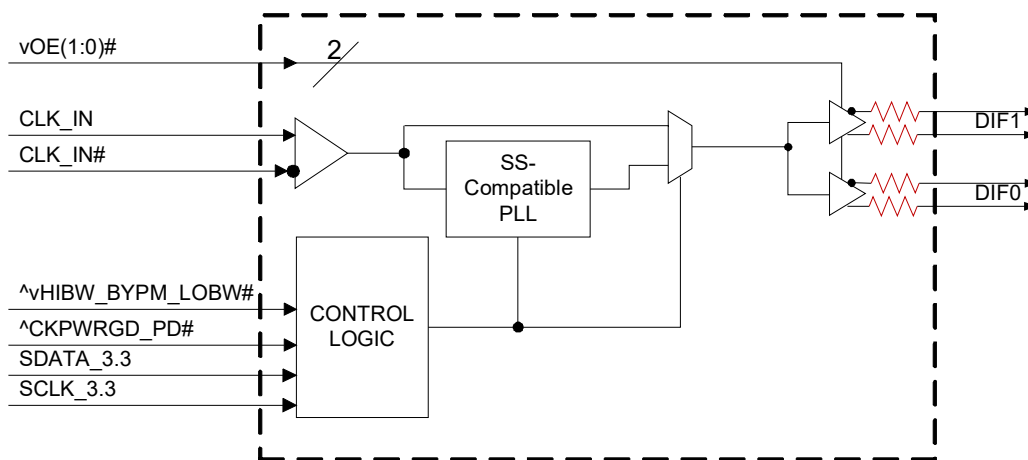 vOE(1:0)#
2
CLK_IN
CLK_IN#
SS-
Compatible
PLL
DIF1
DIF0
^vHIBW_BYPM_LOBW#
^CKPWRGD_PD#
SDATA_3.3
SCLK_3.3
CONTROL
LOGIC